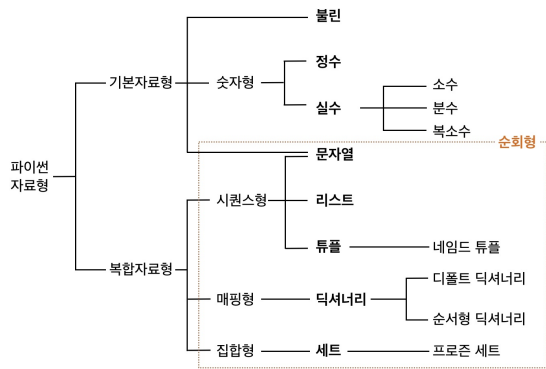 파이썬
자료형
기본자료형
불린
숫자형
정수
실수
소수
분수
복소수
순회형
문자열
복합자료형
시퀀스형
리스트
튜플
네임드 튜플
매핑형
딕셔너리
디폴트 딕셔너리
순서형 딕셔너리
집합형
세트
프로즌 세트